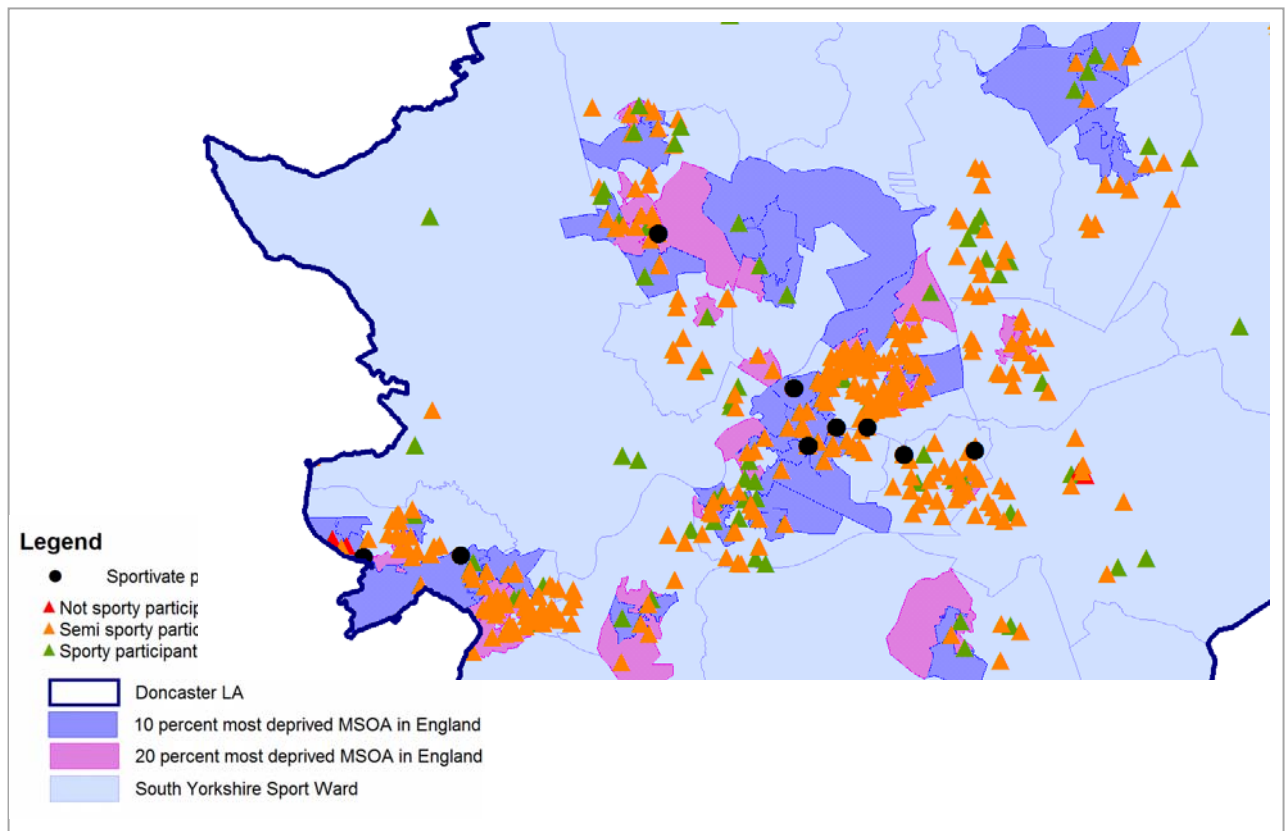 Legend
Sportivate p
Not sporty particip
Semi sporty partic
Sporty participant
Doncaster LA
10 percent most deprived MSOA in England
20 percent most deprived MSOA in England
South Yorkshire Sport Ward